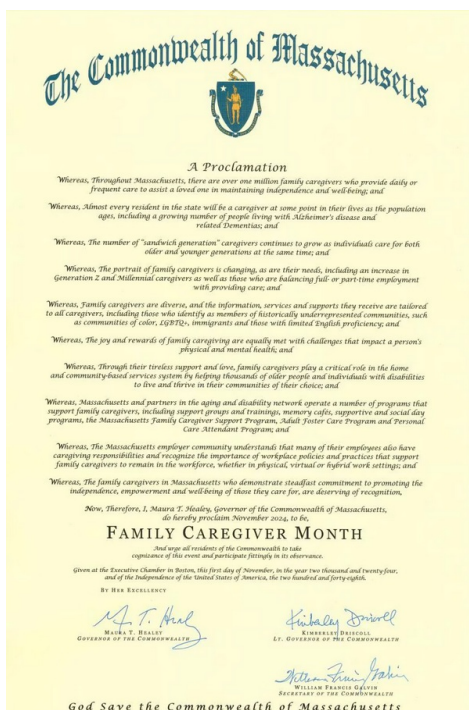 The Commonwealth of Massachusetts
A Proclamation
Whereas, Throughout Massachusetts, there are over one million family caregivers who provide daily or
frequent care to assist a loved one in maintaining independence and well-being; and
Whereas, Almost every resident in the state will be a caregiver at some point in their lives as the population
ages, including a growing number of people living with Alzheimer's disease and
related Dementias; and
Whereas, The number of "sandwich generation" caregivers continues to grow as individuals care for both
older and younger generations at the same time; and
Whereas, The portrait of family caregivers is changing, as are their needs, including an increase in
Generation Z and Millennial caregivers as well as those who are balancing full- or part-time employment
with providing care; and
Whereas, Family caregivers are diverse, and the information, services and supports they receive are tailored
to all caregivers, including those who identify as members of historically underrepresented communities, such
as communities of color, LGBTQ+, immigrants and those with limited English proficiency; and
Whereas, The joy and rewards of family caregiving are equally met with challenges that impact a person's
physical and mental health; and
Whereas, Through their tireless support and love, family caregivers play a critical role in the home
and community-based services system by helping thousands of older people and individuals with disabilities
to live and thrive in their communities of their choice; and
Whereas, Massachusetts and partners in the aging and disability network operate a number of programs that
support family caregivers, including support groups and trainings, memory cafes, supportive and social day
programs, the Massachusetts Family Caregiver Support Program, Adult Foster Care Program and Personal
Care Attendant Program; and
Whereas, The Massachusetts employer community understands that many of their employees also have
caregiving responsibilities and recognize the importance of workplace policies and practices that support
family caregivers to remain in the workforce, whether in physical, virtual or hybrid work settings; and
Whereas, The family caregivers in Massachusetts who demonstrate steadfast commitment to promoting the
independence, empowerment and well-being of those they care for, are deserving of recognition,
Now, Therefore, I, Maura T. Healey, Governor of the Commonwealth of Massachusetts,
do hereby proclaim November 2024, to be,
FAMILY CAREGIVER MONTH
And urge all residents of the Commonwealth to take
cognizance of this event and participate fittingly in its observance.
Given at the Executive Chamber in Boston, this first day of November, in the year two thousand and twenty-four,
and of the Independence of the United States of America, the two hundred and forty-eighth.
BY HER EXCELLENCY
MAURA T. HEALEY
GOVERNOR OF THE COMMONWEALTH
KIMBERLEY DRISCOLL
LT. GOVERNOR OF THE COMMONWEALTH
WILLIAM FRANCIS GALVIN
SECRETARY OF THE COMMONWEALTH
God Save the Commonwealth of Massachusetts